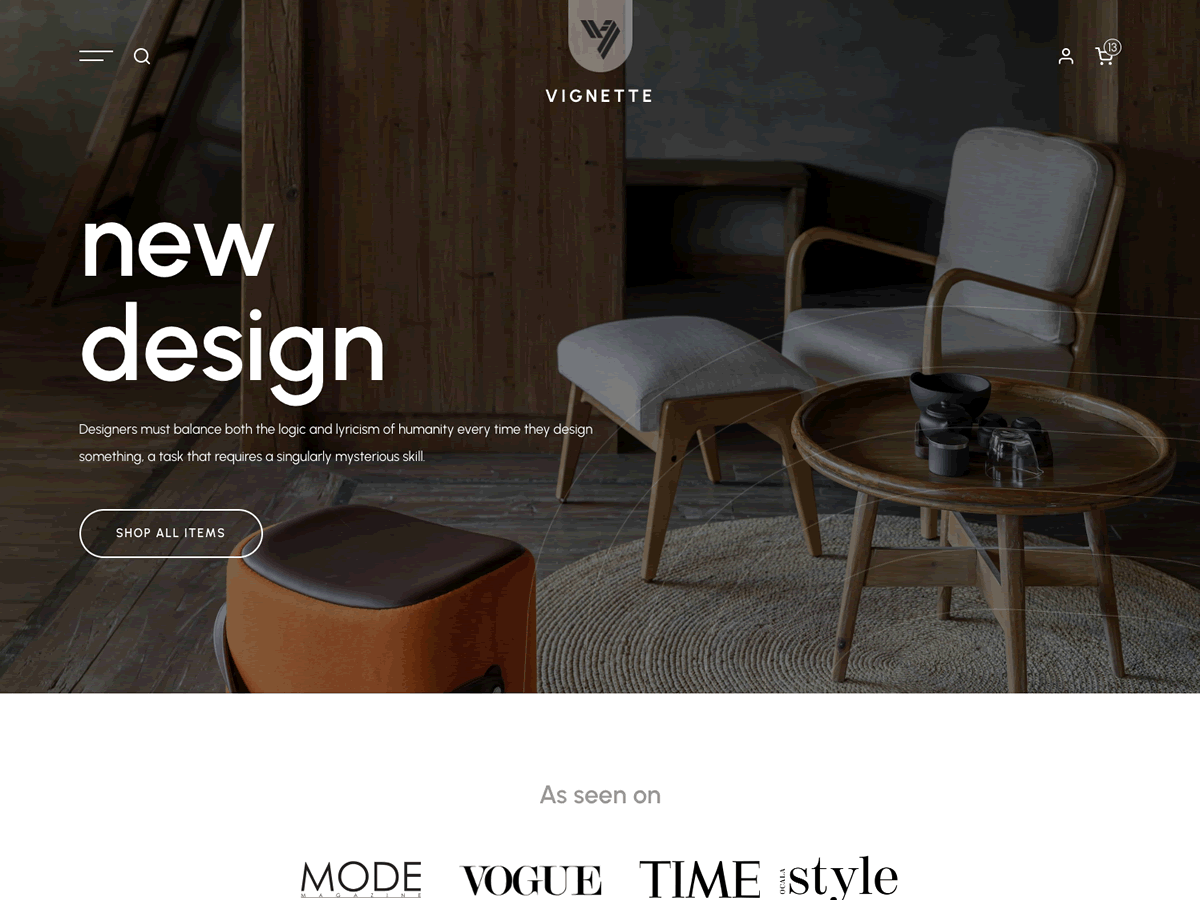 13
VIGNETTE
new
design
Designers must balance both the logic and lyricism of humanity every time they design
something, a task that requires a singularly mysterious skill.
SHOP ALL ITEMS
As seen on
MODE
MAGAZINE
VOGUE
TIME
OCALA
style